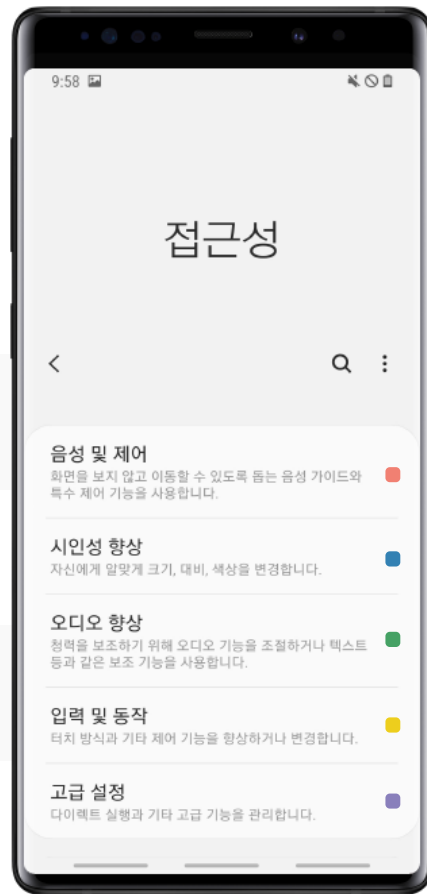 9:58
접근성
음성 및 제어
화면을 보지 않고 이동할 수 있도록 돕는 음성 가이드와
특수 제어 기능을 사용합니다.
시인성 향상
자신에게 알맞게 크기, 대비, 색상을 변경합니다.
오디오 향상
청력을 보조하기 위해 오디오 기능을 조절하거나 텍스트
등과 같은 보조 기능을 사용합니다.
입력 및 동작
터치 방식과 기타 제어 기능을 향상하거나 변경합니다.
고급 설정
다이렉트 실행과 기타 고급 기능을 관리합니다.